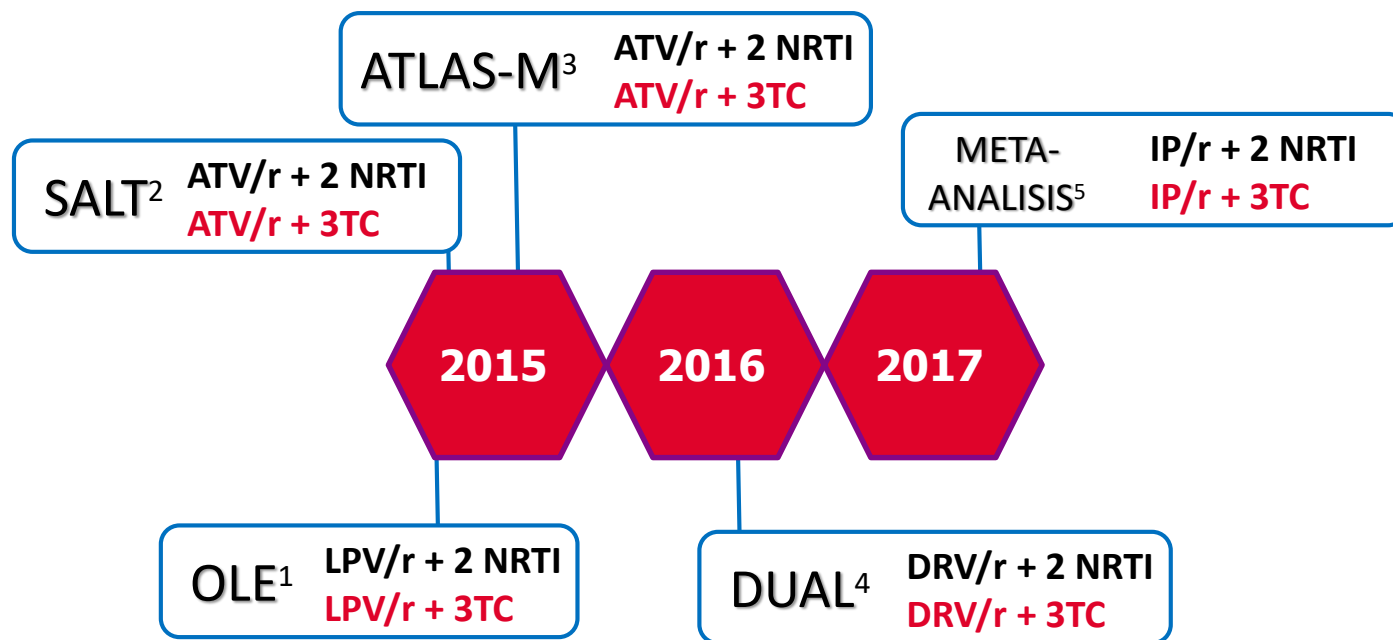 ATLAS-M³
ATV/r + 2 NRTI
ATV/r + 3TC
SALT²
ATV/r + 2 NRTI
ATV/r + 3TC
META-
ANALISIS⁵
IP/r + 2 NRTI
IP/r + 3TC
2015
2016
2017
OLE¹
LPV/r + 2 NRTI
LPV/r + 3TC
DUAL⁴
DRV/r + 2 NRTI
DRV/r + 3TC